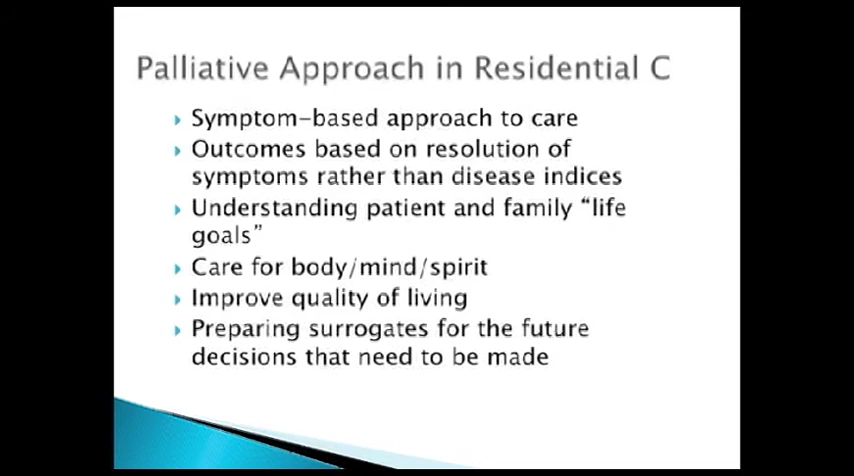 Palliative Approach in Residential C
Symptom-based approach to care
Outcomes based on resolution of
symptoms rather than disease indices
Understanding patient and family “life
goals”
Care for body/mind/spirit
Improve quality of living
Preparing surrogates for the future
decisions that need to be made